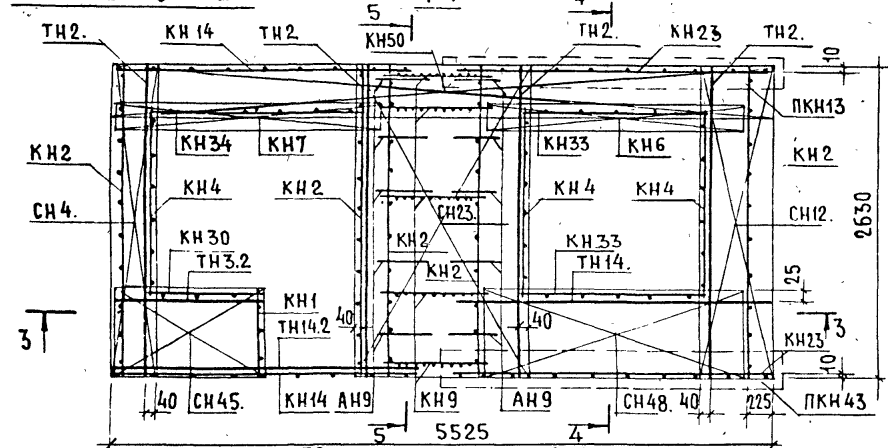 5 4
ТН2. КН14 ТН2 КН50 ТН2. КН23 ТН2.
10
ПКН13
КН34 КН7 КН33 КН6
КН2 КН2
КН4 КН2 КН4 КН4
СН4. СН23. СН12.
2630
КН30 КН2 КН33
ТН3.2 КН2 ТН14.
25
КН1
3 40 40 3
ТН14.2 КН23
10
40 СН45. КН14 АН9 КН9 АН9 СН48. 40 225 ПКН43
5 5525 4